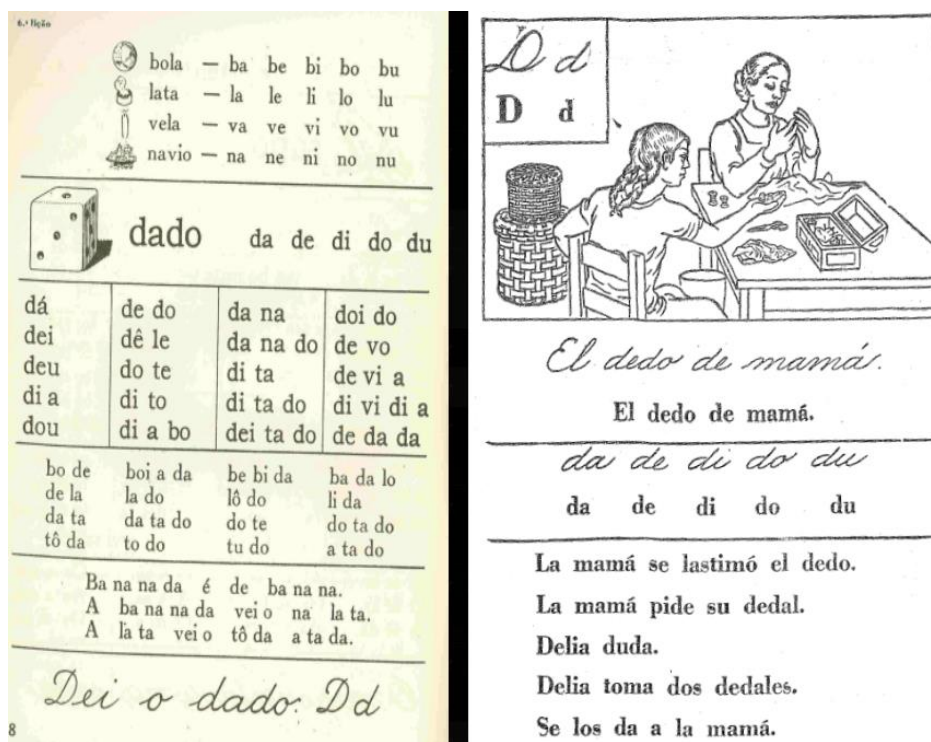 6.ª lição
bola — ba be bi bo bu
lata — la le li lo lu
vela — va ve vi vo vu
navio — na ne ni no nu
dado da de di do du
dá de do da na doi do
dei dê le da na do de vo
deu do te di ta de vi a
di a di to di ta do di vi di a
dou di a bo dei ta do de da da
bo de boi a da be bi da ba da lo
de la la do lô do li da
da ta da ta do do te do ta do
tô da to do tu do a ta do
Ba na na da é de ba na na.
A ba na na da vei o na la ta.
A la ta vei o tô da a ta da.
Dei o dado. D d
8
D d
D d
El dedo de mamá.
El dedo de mamá.
da de di do du
da de di do du
La mamá se lastimó el dedo.
La mamá pide su dedal.
Delia duda.
Delia toma dos dedales.
Se los da a la mamá.